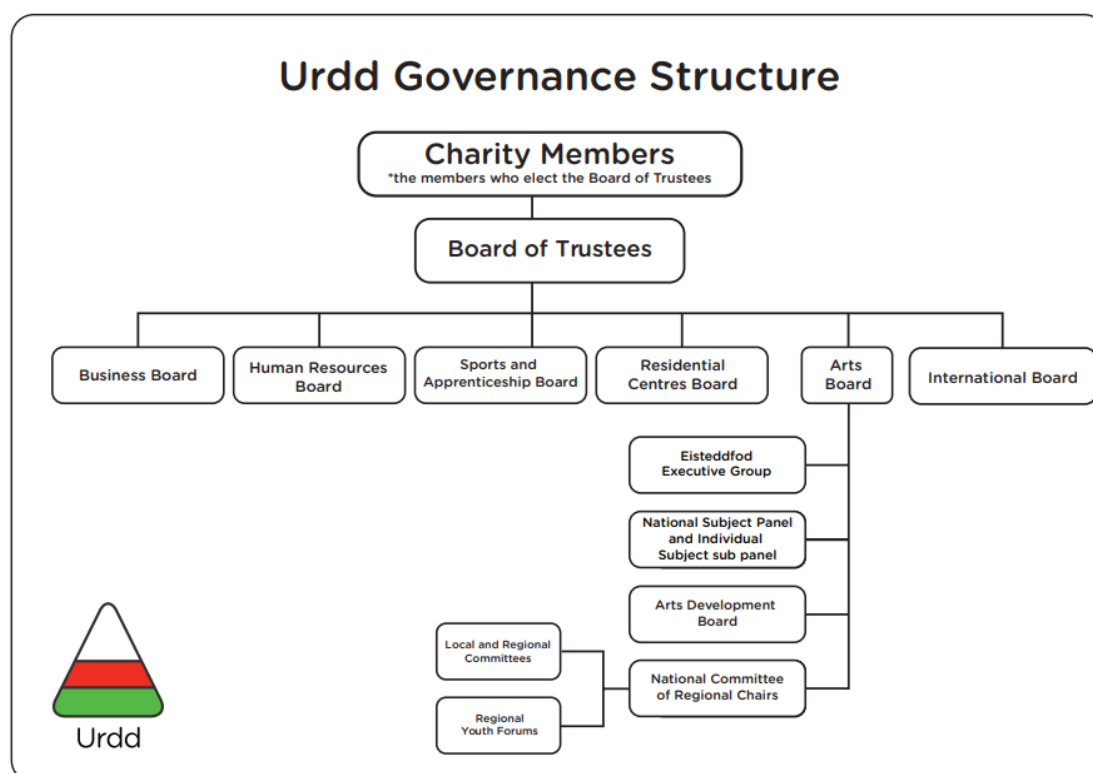 Urdd Governance Structure
Charity Members
*the members who elect the Board of Trustees
Board of Trustees
Business Board
Human Resources
Board
Sports and
Apprenticeship Board
Residential
Centres Board
Arts
Board
International Board
Eisteddfod
Executive Group
National Subject Panel
and Individual
Subject sub panel
Arts Development
Board
Local and Regional
Committees
National Committee
of Regional Chairs
Regional
Youth Forums
Urdd